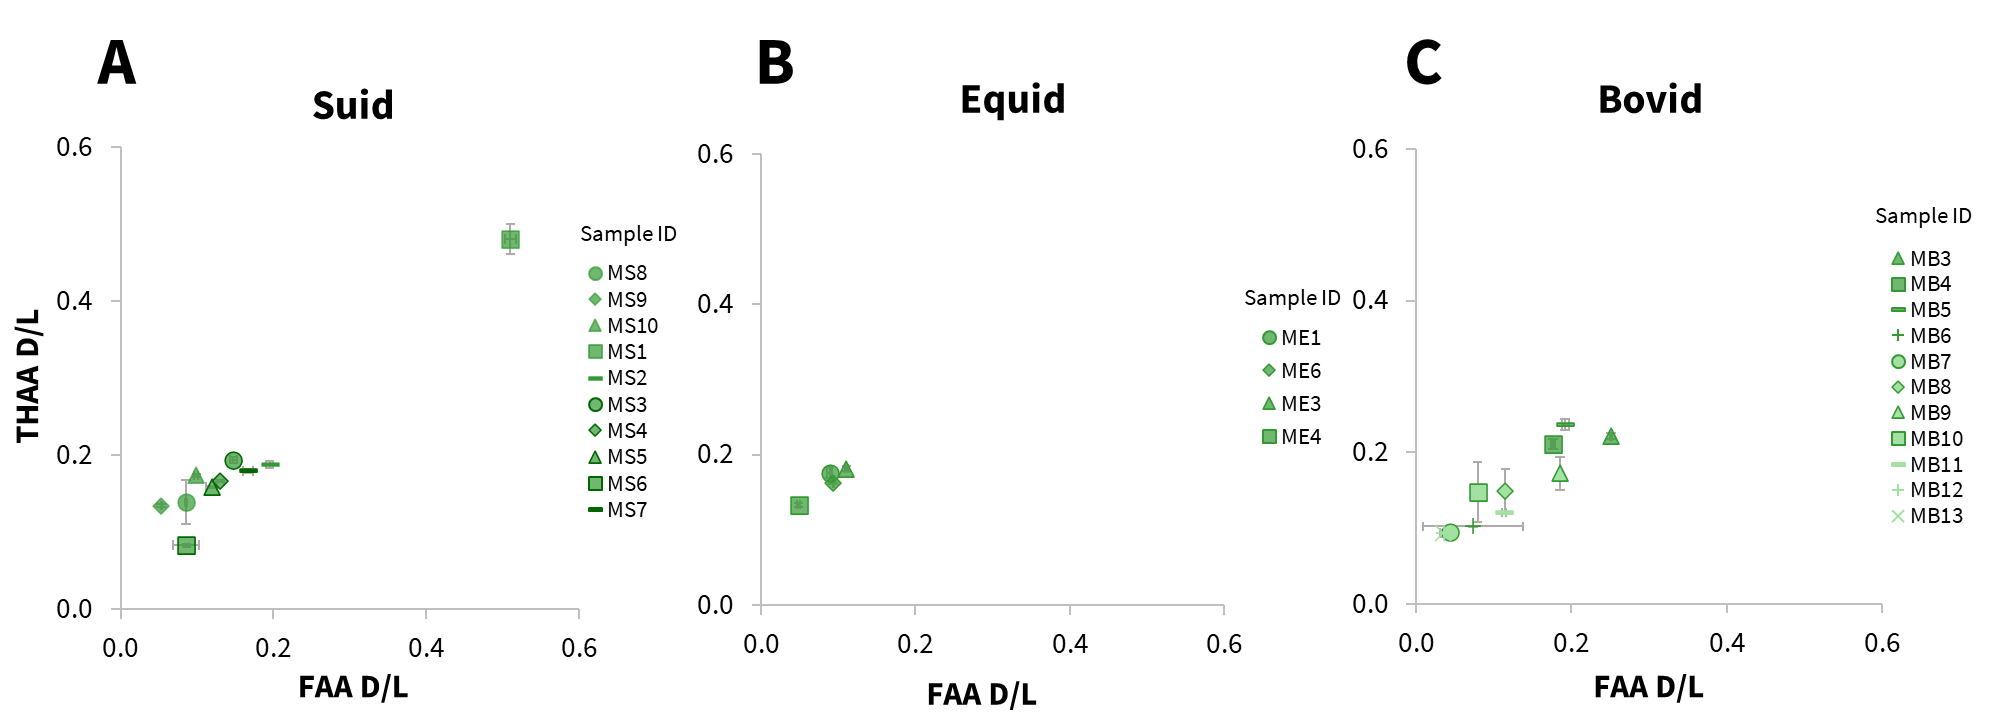 A
Suid
THAA D/L
0.6
0.4
0.2
0.0
0.0 0.2 0.4 0.6
FAA D/L
Sample ID
MS8
MS9
MS10
MS1
MS2
MS3
MS4
MS5
MS6
MS7
B
Equid
0.6
0.4
0.2
0.0
0.0 0.2 0.4 0.6
FAA D/L
Sample ID
ME1
ME6
ME3
ME4
C
Bovid
0.6
0.4
0.2
0.0
0.0 0.2 0.4 0.6
FAA D/L
Sample ID
MB3
MB4
MB5
MB6
MB7
MB8
MB9
MB10
MB11
MB12
MB13